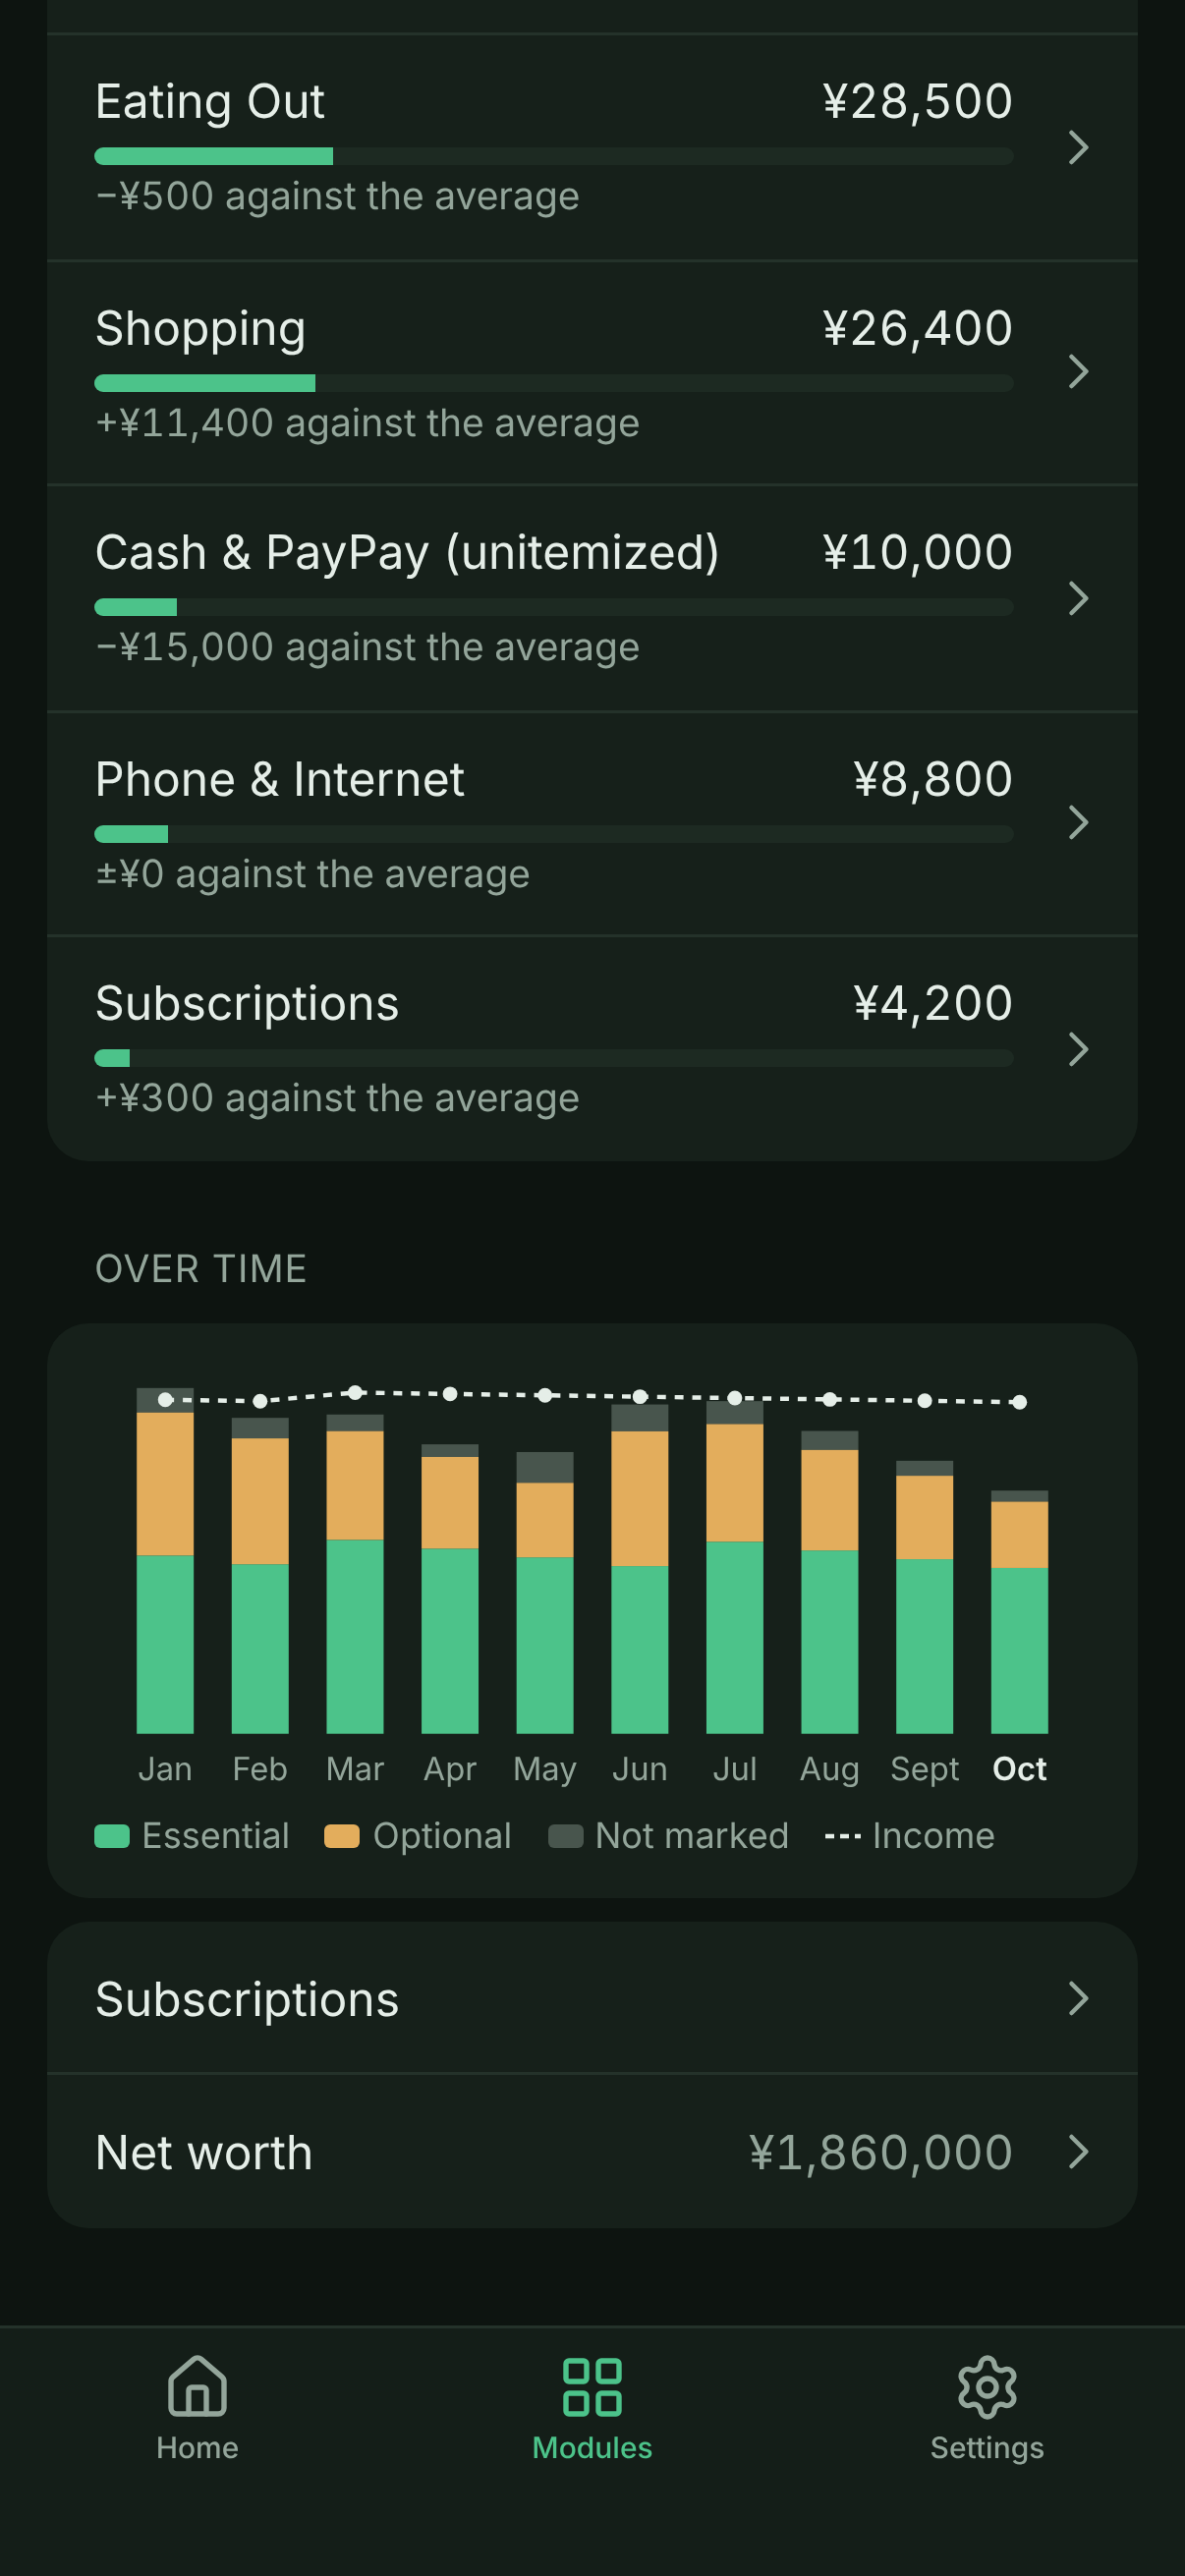 Eating Out ¥28,500
−¥500 against the average
Shopping ¥26,400
+¥11,400 against the average
Cash & PayPay (unitemized) ¥10,000
−¥15,000 against the average
Phone & Internet ¥8,800
±¥0 against the average
Subscriptions ¥4,200
+¥300 against the average
OVER TIME
Jan Feb Mar Apr May Jun Jul Aug Sept Oct
Essential Optional Not marked Income
Subscriptions
Net worth ¥1,860,000
Home Modules Settings